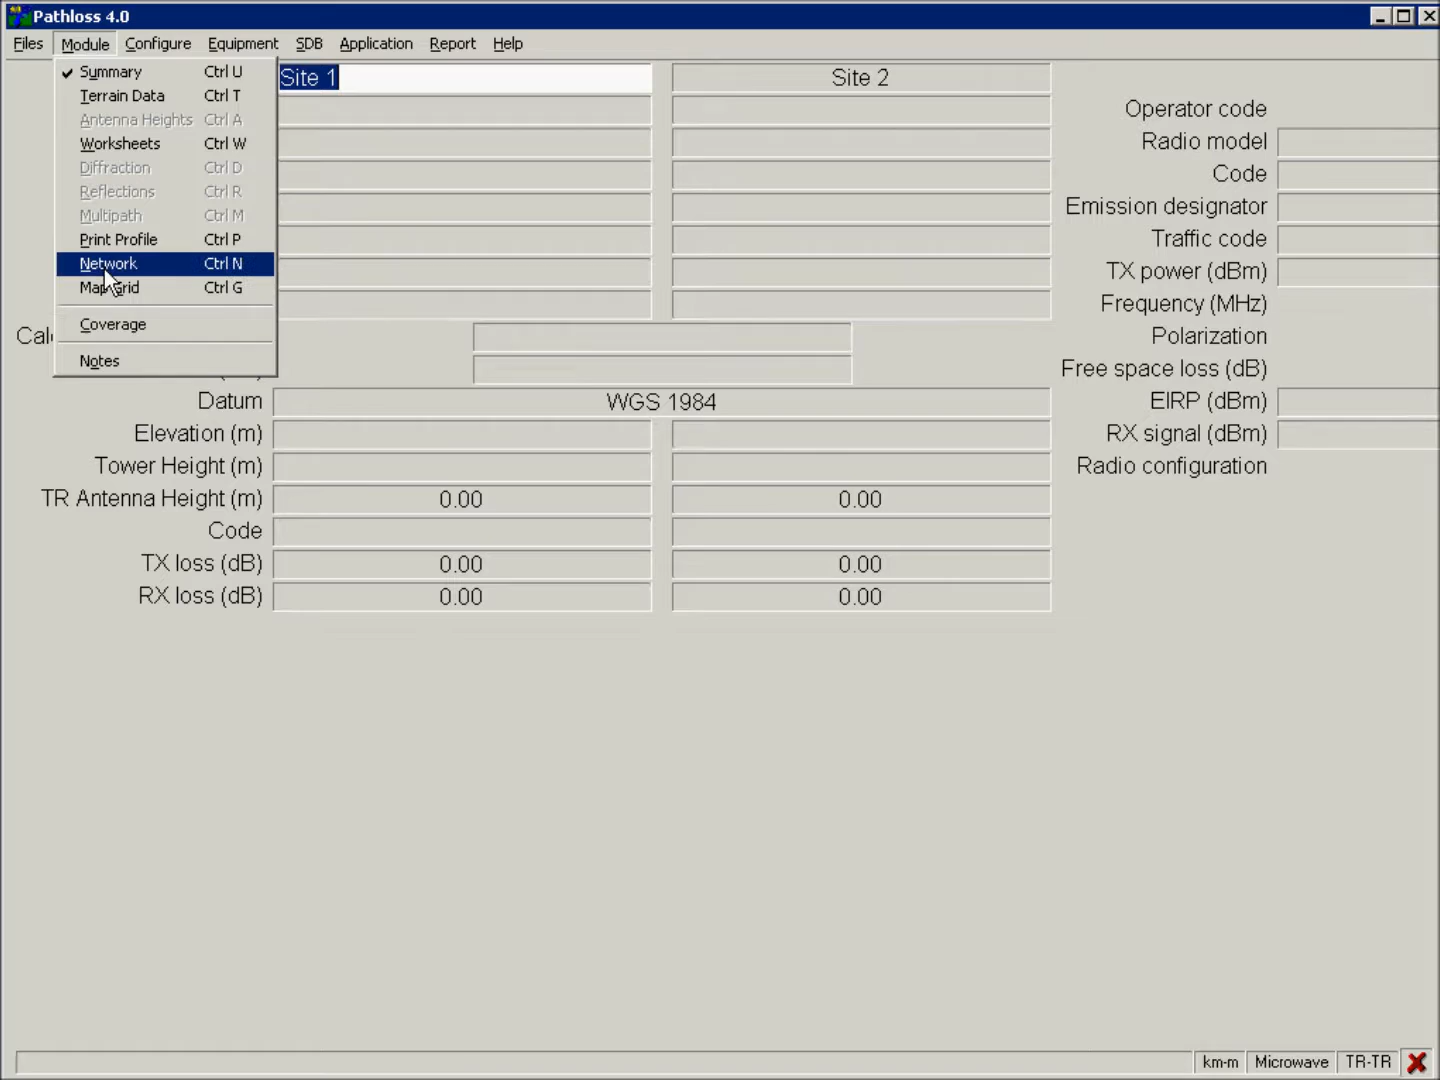 Pathloss 4.0
Files Module Configure Equipment SDB Application Report Help
Summary Ctrl U
Terrain Data Ctrl T
Antenna Heights Ctrl A
Worksheets Ctrl W
Diffraction Ctrl D
Reflections Ctrl R
Multipath Ctrl M
Print Profile Ctrl P
Network Ctrl N
Map Grid Ctrl G
Coverage
Notes
Site 1 Site 2
Datum WGS 1984
Elevation (m)
Tower Height (m)
TR Antenna Height (m) 0.00 0.00
Code
TX loss (dB) 0.00 0.00
RX loss (dB) 0.00 0.00
Operator code
Radio model
Code
Emission designator
Traffic code
TX power (dBm)
Frequency (MHz)
Polarization
Free space loss (dB)
EIRP (dBm)
RX signal (dBm)
Radio configuration
km-m Microwave TR-TR